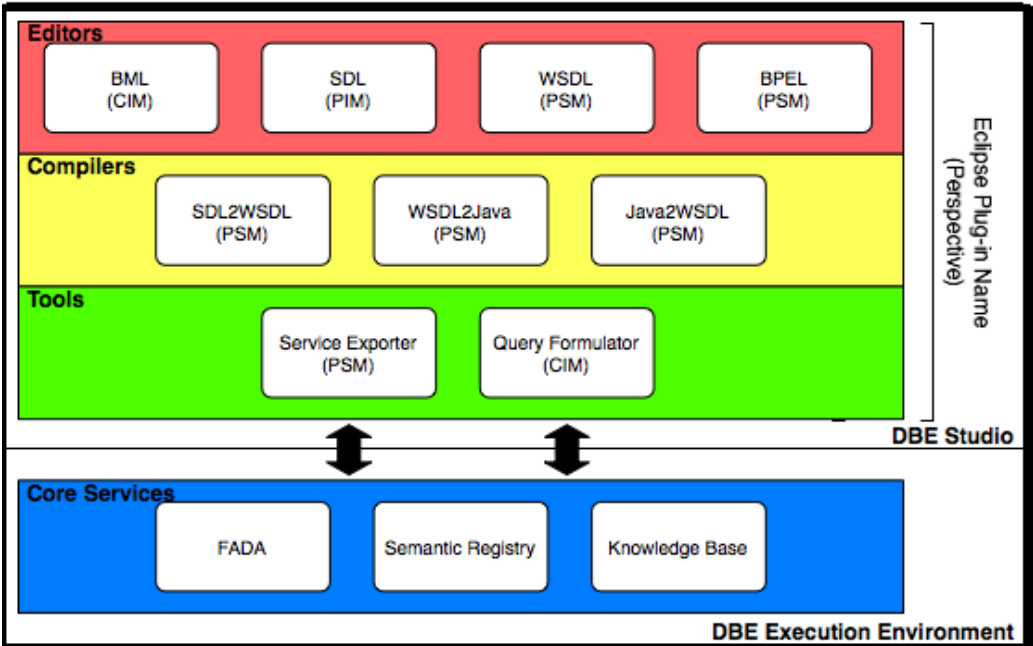 Editors
BML
(CIM)
SDL
(PIM)
WSDL
(PSM)
BPEL
(PSM)
Compilers
SDL2WSDL
(PSM)
WSDL2Java
(PSM)
Java2WSDL
(PSM)
Tools
Service Exporter
(PSM)
Query Formulator
(CIM)
Eclipse Plug-in Name
(Perspective)
DBE Studio
Core Services
FADA
Semantic Registry
Knowledge Base
DBE Execution Environment